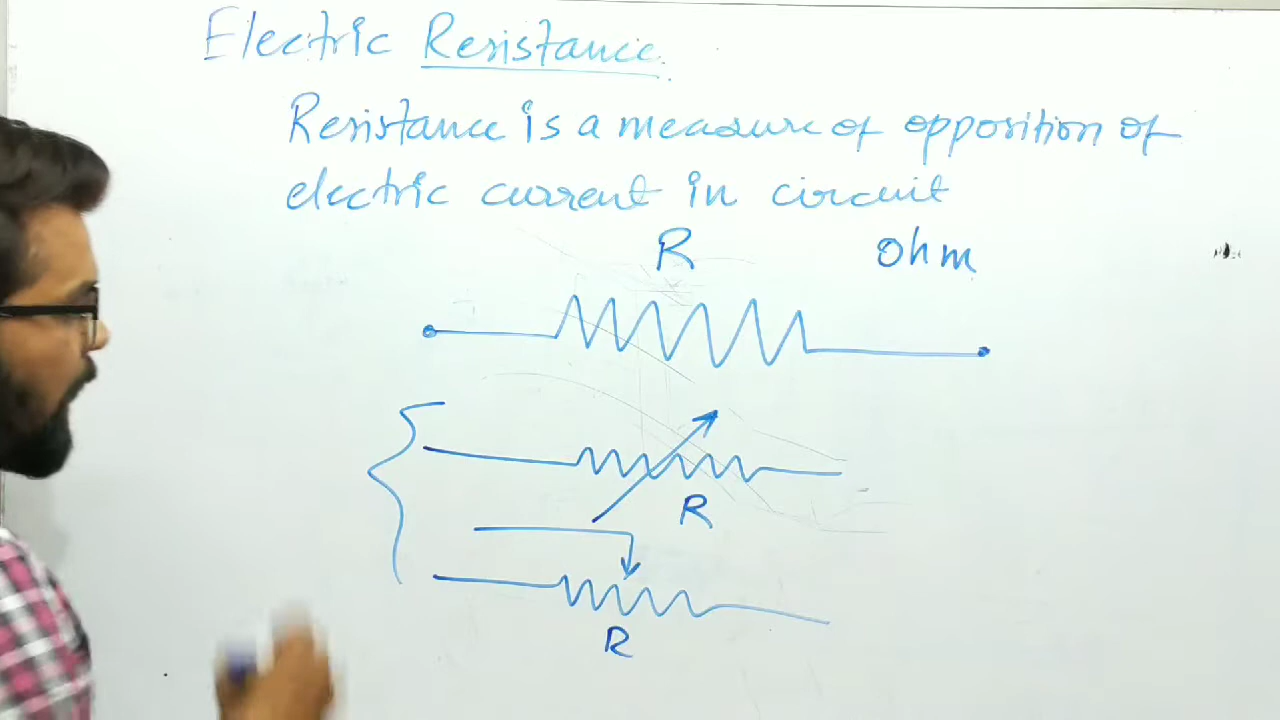 Electric Resistance.
Resistance is a measure of opposition of
electric current in circuit
R ohm
R
R